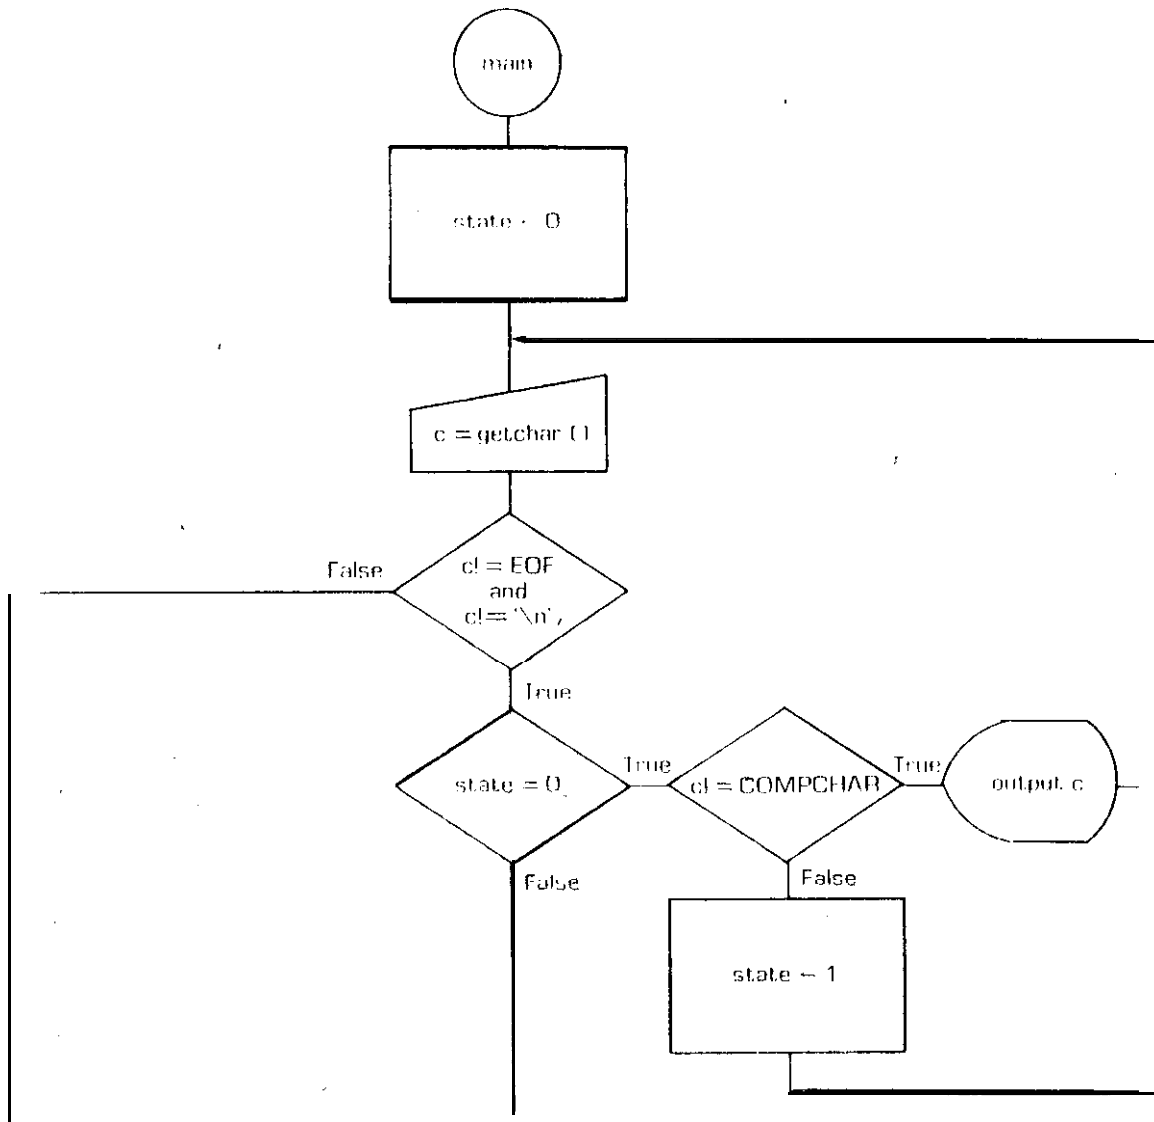 main
state ← 0
c = getchar ()
False
c! = EOF
and
c!= '\n',
True
state = 0
True
c! = COMPCHAR
True
output c
False
False
state ← 1